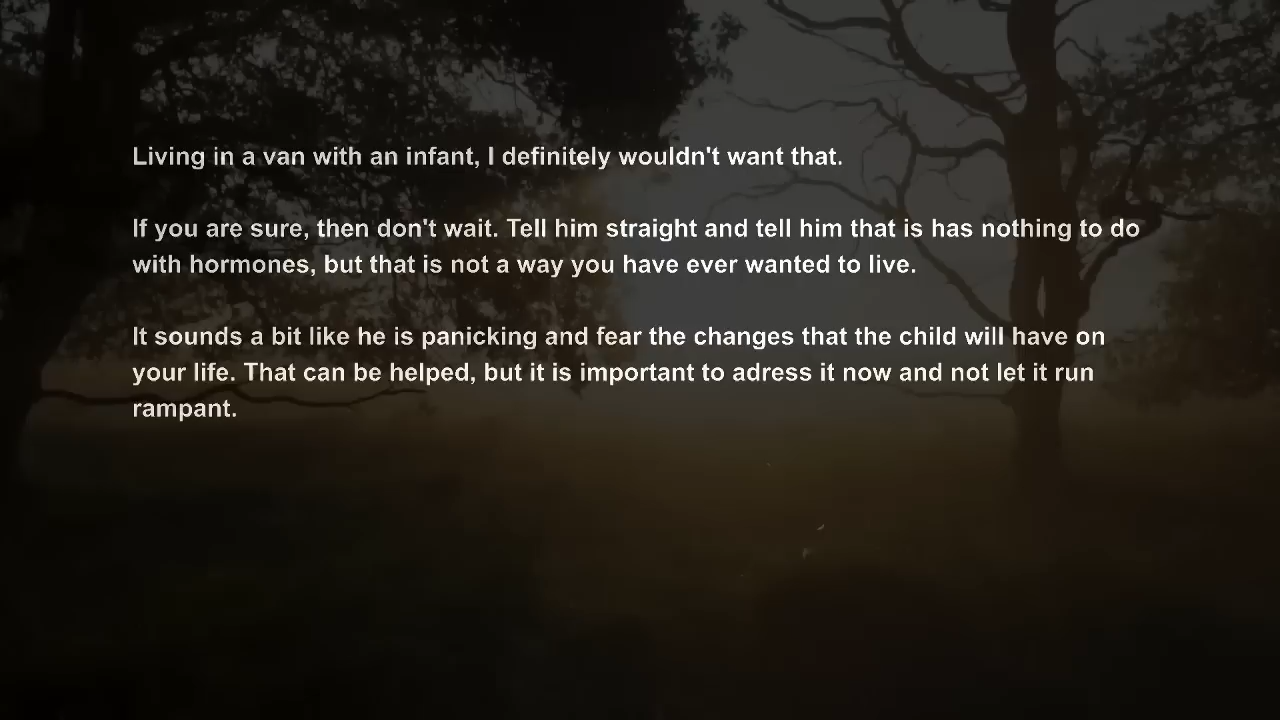 Living in a van with an infant, I definitely wouldn't want that.
If you are sure, then don't wait. Tell him straight and tell him that is has nothing to do
with hormones, but that is not a way you have ever wanted to live.
It sounds a bit like he is panicking and fear the changes that the child will have on
your life. That can be helped, but it is important to adress it now and not let it run
rampant.